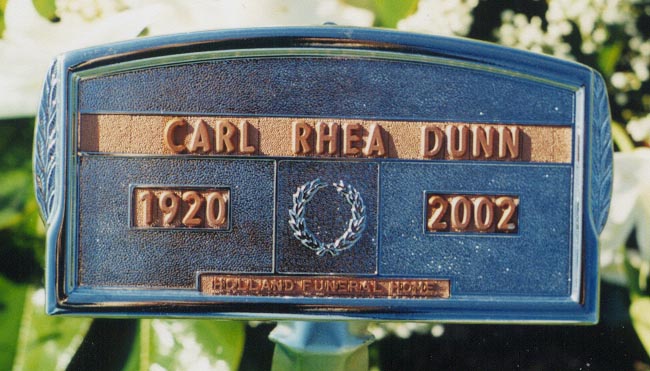 CARL RHEA DUNN
1920 2002
HOLLAND FUNERAL HOME